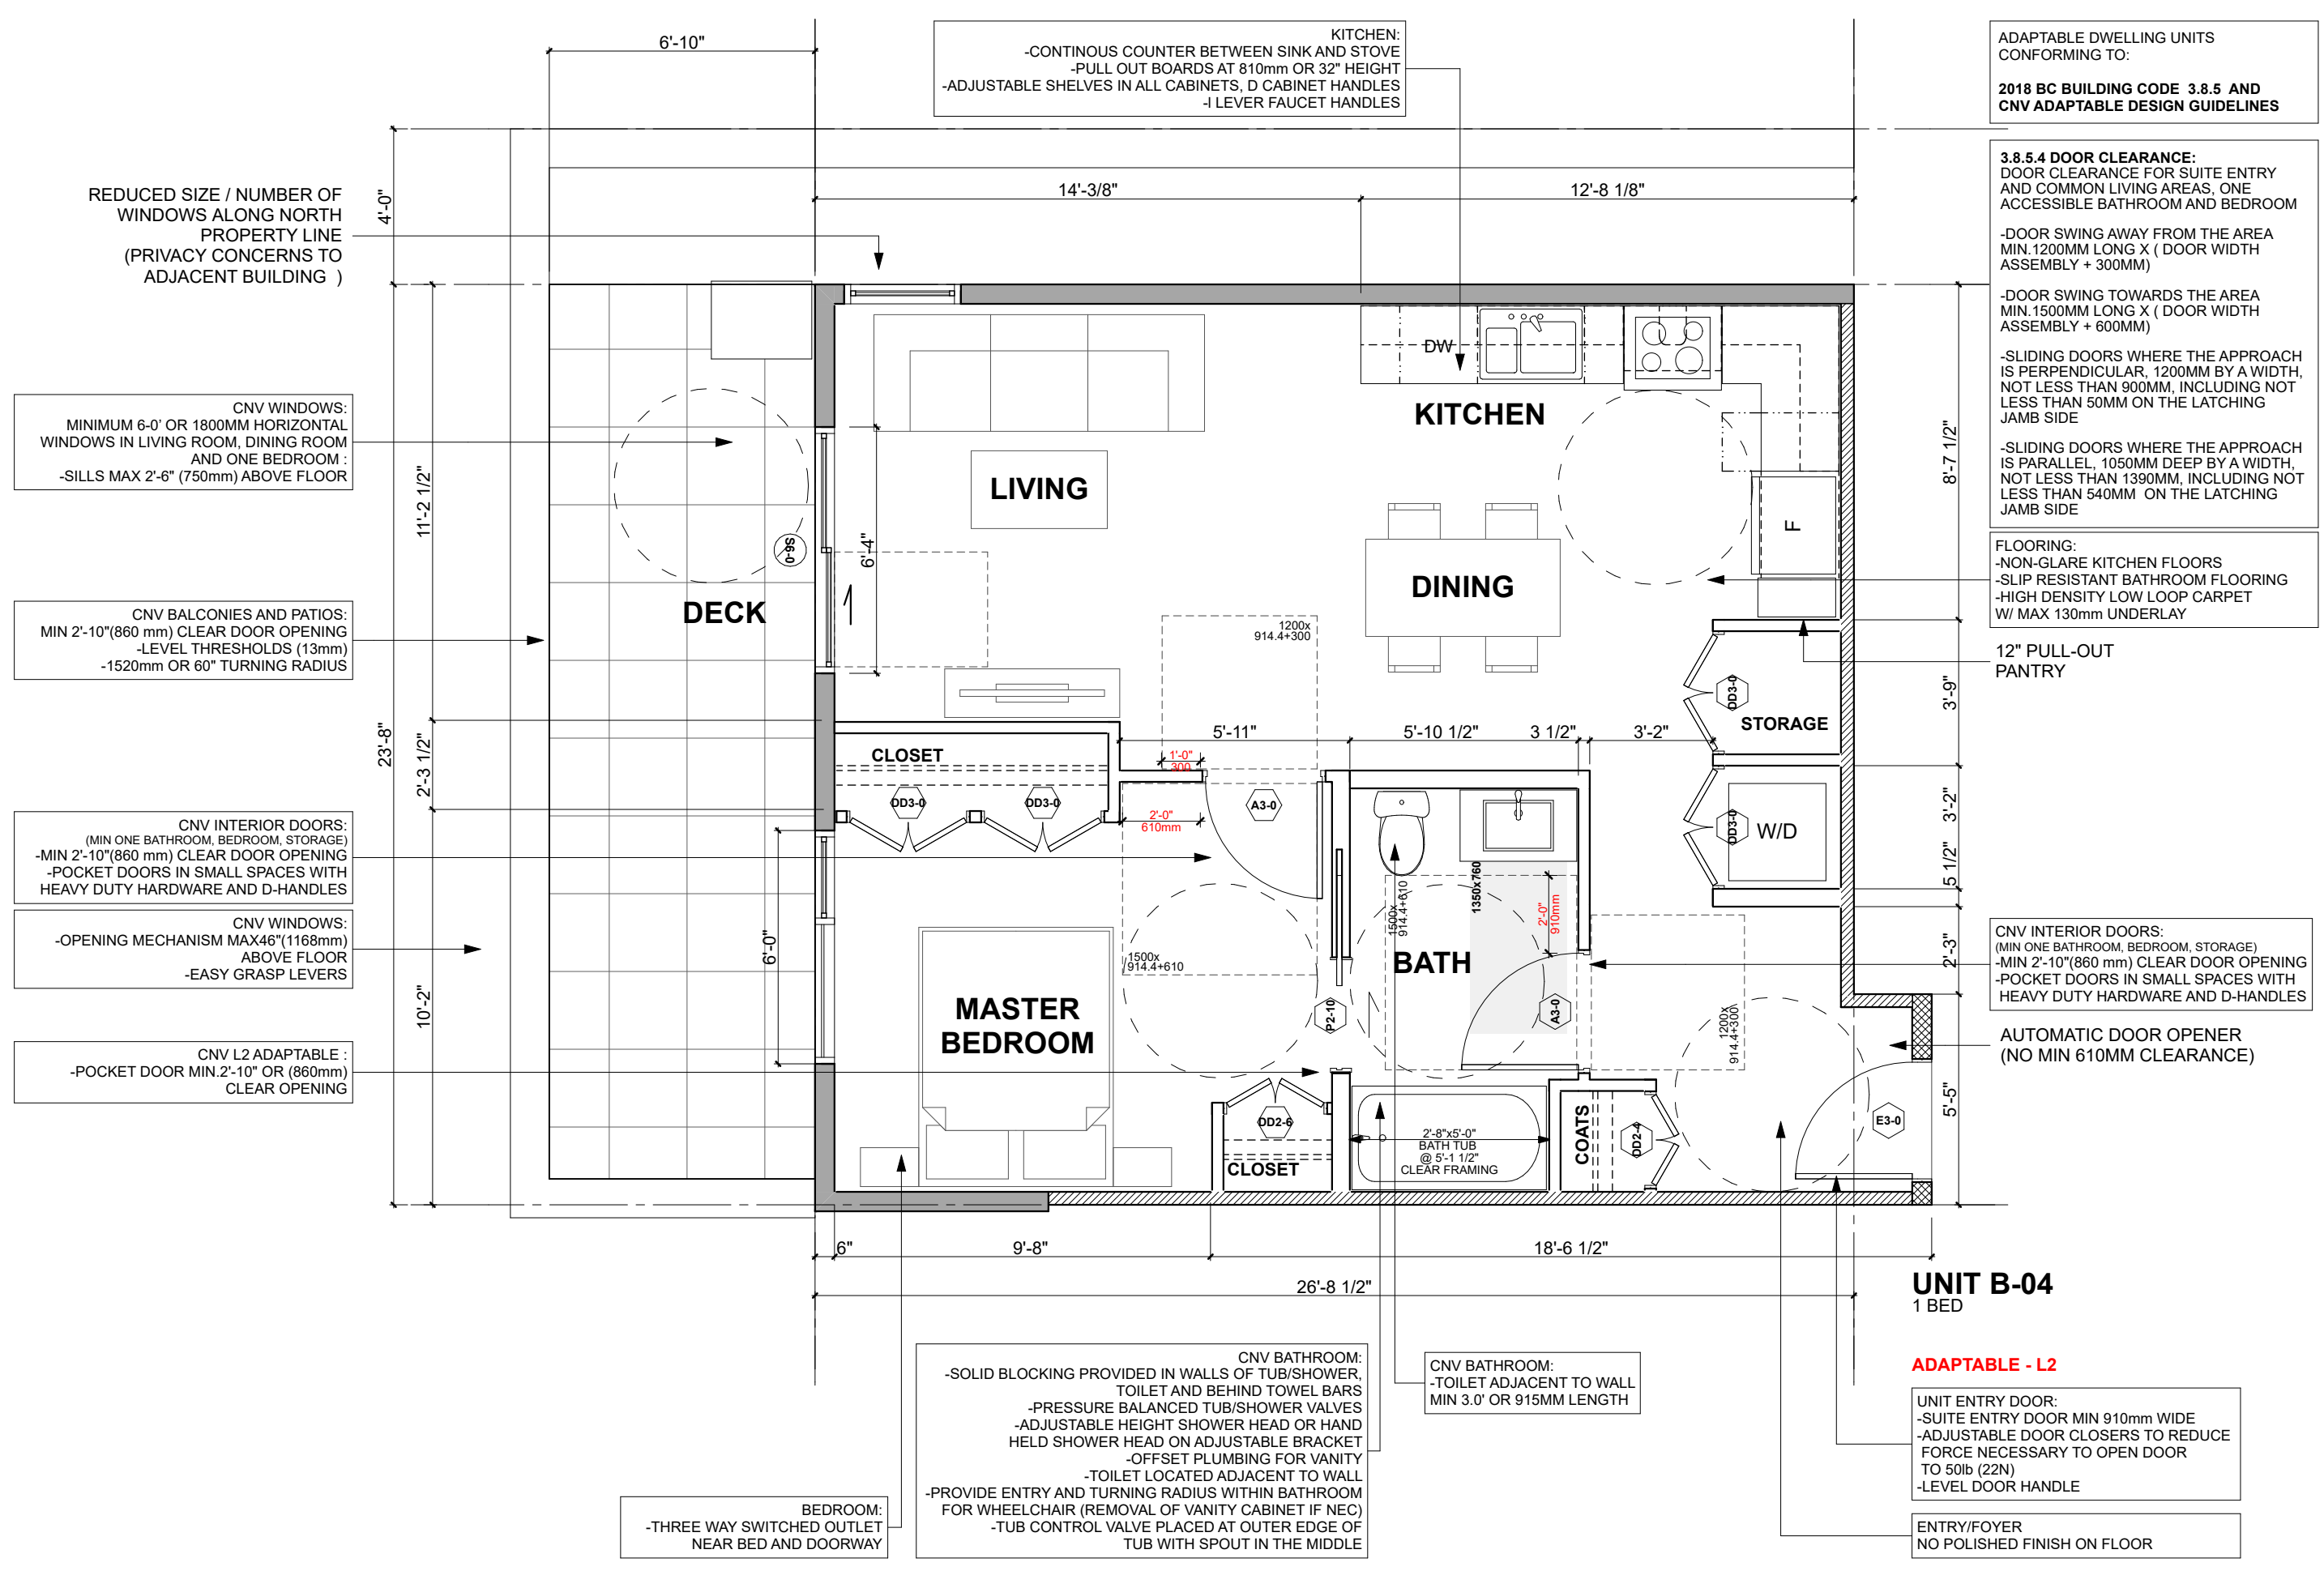 6'-10"
KITCHEN:
-CONTINOUS COUNTER BETWEEN SINK AND STOVE
-PULL OUT BOARDS AT 810mm OR 32" HEIGHT
-ADJUSTABLE SHELVES IN ALL CABINETS, D CABINET HANDLES
-I LEVER FAUCET HANDLES
ADAPTABLE DWELLING UNITS
CONFORMING TO:
2018 BC BUILDING CODE 3.8.5 AND
CNV ADAPTABLE DESIGN GUIDELINES
3.8.5.4 DOOR CLEARANCE:
DOOR CLEARANCE FOR SUITE ENTRY
AND COMMON LIVING AREAS, ONE
ACCESSIBLE BATHROOM AND BEDROOM
-DOOR SWING AWAY FROM THE AREA
MIN.1200MM LONG X ( DOOR WIDTH
ASSEMBLY + 300MM)
-DOOR SWING TOWARDS THE AREA
MIN.1500MM LONG X ( DOOR WIDTH
ASSEMBLY + 600MM)
-SLIDING DOORS WHERE THE APPROACH
IS PERPENDICULAR, 1200MM BY A WIDTH,
NOT LESS THAN 900MM, INCLUDING NOT
LESS THAN 50MM ON THE LATCHING
JAMB SIDE
-SLIDING DOORS WHERE THE APPROACH
IS PARALLEL, 1050MM DEEP BY A WIDTH,
NOT LESS THAN 1390MM, INCLUDING NOT
LESS THAN 540MM ON THE LATCHING
JAMB SIDE
FLOORING:
-NON-GLARE KITCHEN FLOORS
-SLIP RESISTANT BATHROOM FLOORING
-HIGH DENSITY LOW LOOP CARPET
W/ MAX 130mm UNDERLAY
12" PULL-OUT
PANTRY
14'-3/8"
12'-8 1/8"
4'-0"
REDUCED SIZE / NUMBER OF
WINDOWS ALONG NORTH
PROPERTY LINE
(PRIVACY CONCERNS TO
ADJACENT BUILDING )
CNV WINDOWS:
MINIMUM 6-0' OR 1800MM HORIZONTAL
WINDOWS IN LIVING ROOM, DINING ROOM
AND ONE BEDROOM :
-SILLS MAX 2'-6" (750mm) ABOVE FLOOR
CNV BALCONIES AND PATIOS:
MIN 2'-10"(860 mm) CLEAR DOOR OPENING
-LEVEL THRESHOLDS (13mm)
-1520mm OR 60" TURNING RADIUS
CNV INTERIOR DOORS:
(MIN ONE BATHROOM, BEDROOM, STORAGE)
-MIN 2'-10"(860 mm) CLEAR DOOR OPENING
-POCKET DOORS IN SMALL SPACES WITH
HEAVY DUTY HARDWARE AND D-HANDLES
CNV WINDOWS:
-OPENING MECHANISM MAX46"(1168mm)
ABOVE FLOOR
-EASY GRASP LEVERS
CNV L2 ADAPTABLE :
-POCKET DOOR MIN.2'-10" OR (860mm)
CLEAR OPENING
11'-2 1/2"
2'-3 1/2"
23'-8"
10'-2"
DECK
S6-0
6'-4"
6'-0"
LIVING
DW
KITCHEN
F
DINING
1200x
914.4+300
8'-7 1/2"
3'-9"
3'-2"
5 1/2"
2'-3"
5'-5"
DD3-0
STORAGE
DD3-0
W/D
CLOSET
DD3-0
DD3-0
5'-11"
5'-10 1/2"
3 1/2"
3'-2"
1'-0"
300
2'-0"
610mm
A3-0
1500x
914.4+610
MASTER
BEDROOM
P2-10
1500x
914.4+610
1350x760
2'-0"
910mm
BATH
A3-0
1200x
914.4+300
DD2-6
CLOSET
2'-8"x5'-0"
BATH TUB
@ 5'-1 1/2"
CLEAR FRAMING
COATS
DD2-4
E3-0
CNV INTERIOR DOORS:
(MIN ONE BATHROOM, BEDROOM, STORAGE)
-MIN 2'-10"(860 mm) CLEAR DOOR OPENING
-POCKET DOORS IN SMALL SPACES WITH
HEAVY DUTY HARDWARE AND D-HANDLES
AUTOMATIC DOOR OPENER
(NO MIN 610MM CLEARANCE)
6"
9'-8"
18'-6 1/2"
26'-8 1/2"
UNIT B-04
1 BED
ADAPTABLE - L2
UNIT ENTRY DOOR:
-SUITE ENTRY DOOR MIN 910mm WIDE
-ADJUSTABLE DOOR CLOSERS TO REDUCE
FORCE NECESSARY TO OPEN DOOR
TO 50lb (22N)
-LEVEL DOOR HANDLE
ENTRY/FOYER
NO POLISHED FINISH ON FLOOR
CNV BATHROOM:
-TOILET ADJACENT TO WALL
MIN 3.0' OR 915MM LENGTH
CNV BATHROOM:
-SOLID BLOCKING PROVIDED IN WALLS OF TUB/SHOWER,
TOILET AND BEHIND TOWEL BARS
-PRESSURE BALANCED TUB/SHOWER VALVES
-ADJUSTABLE HEIGHT SHOWER HEAD OR HAND
HELD SHOWER HEAD ON ADJUSTABLE BRACKET
-OFFSET PLUMBING FOR VANITY
-TOILET LOCATED ADJACENT TO WALL
-PROVIDE ENTRY AND TURNING RADIUS WITHIN BATHROOM
FOR WHEELCHAIR (REMOVAL OF VANITY CABINET IF NEC)
-TUB CONTROL VALVE PLACED AT OUTER EDGE OF
TUB WITH SPOUT IN THE MIDDLE
BEDROOM:
-THREE WAY SWITCHED OUTLET
NEAR BED AND DOORWAY